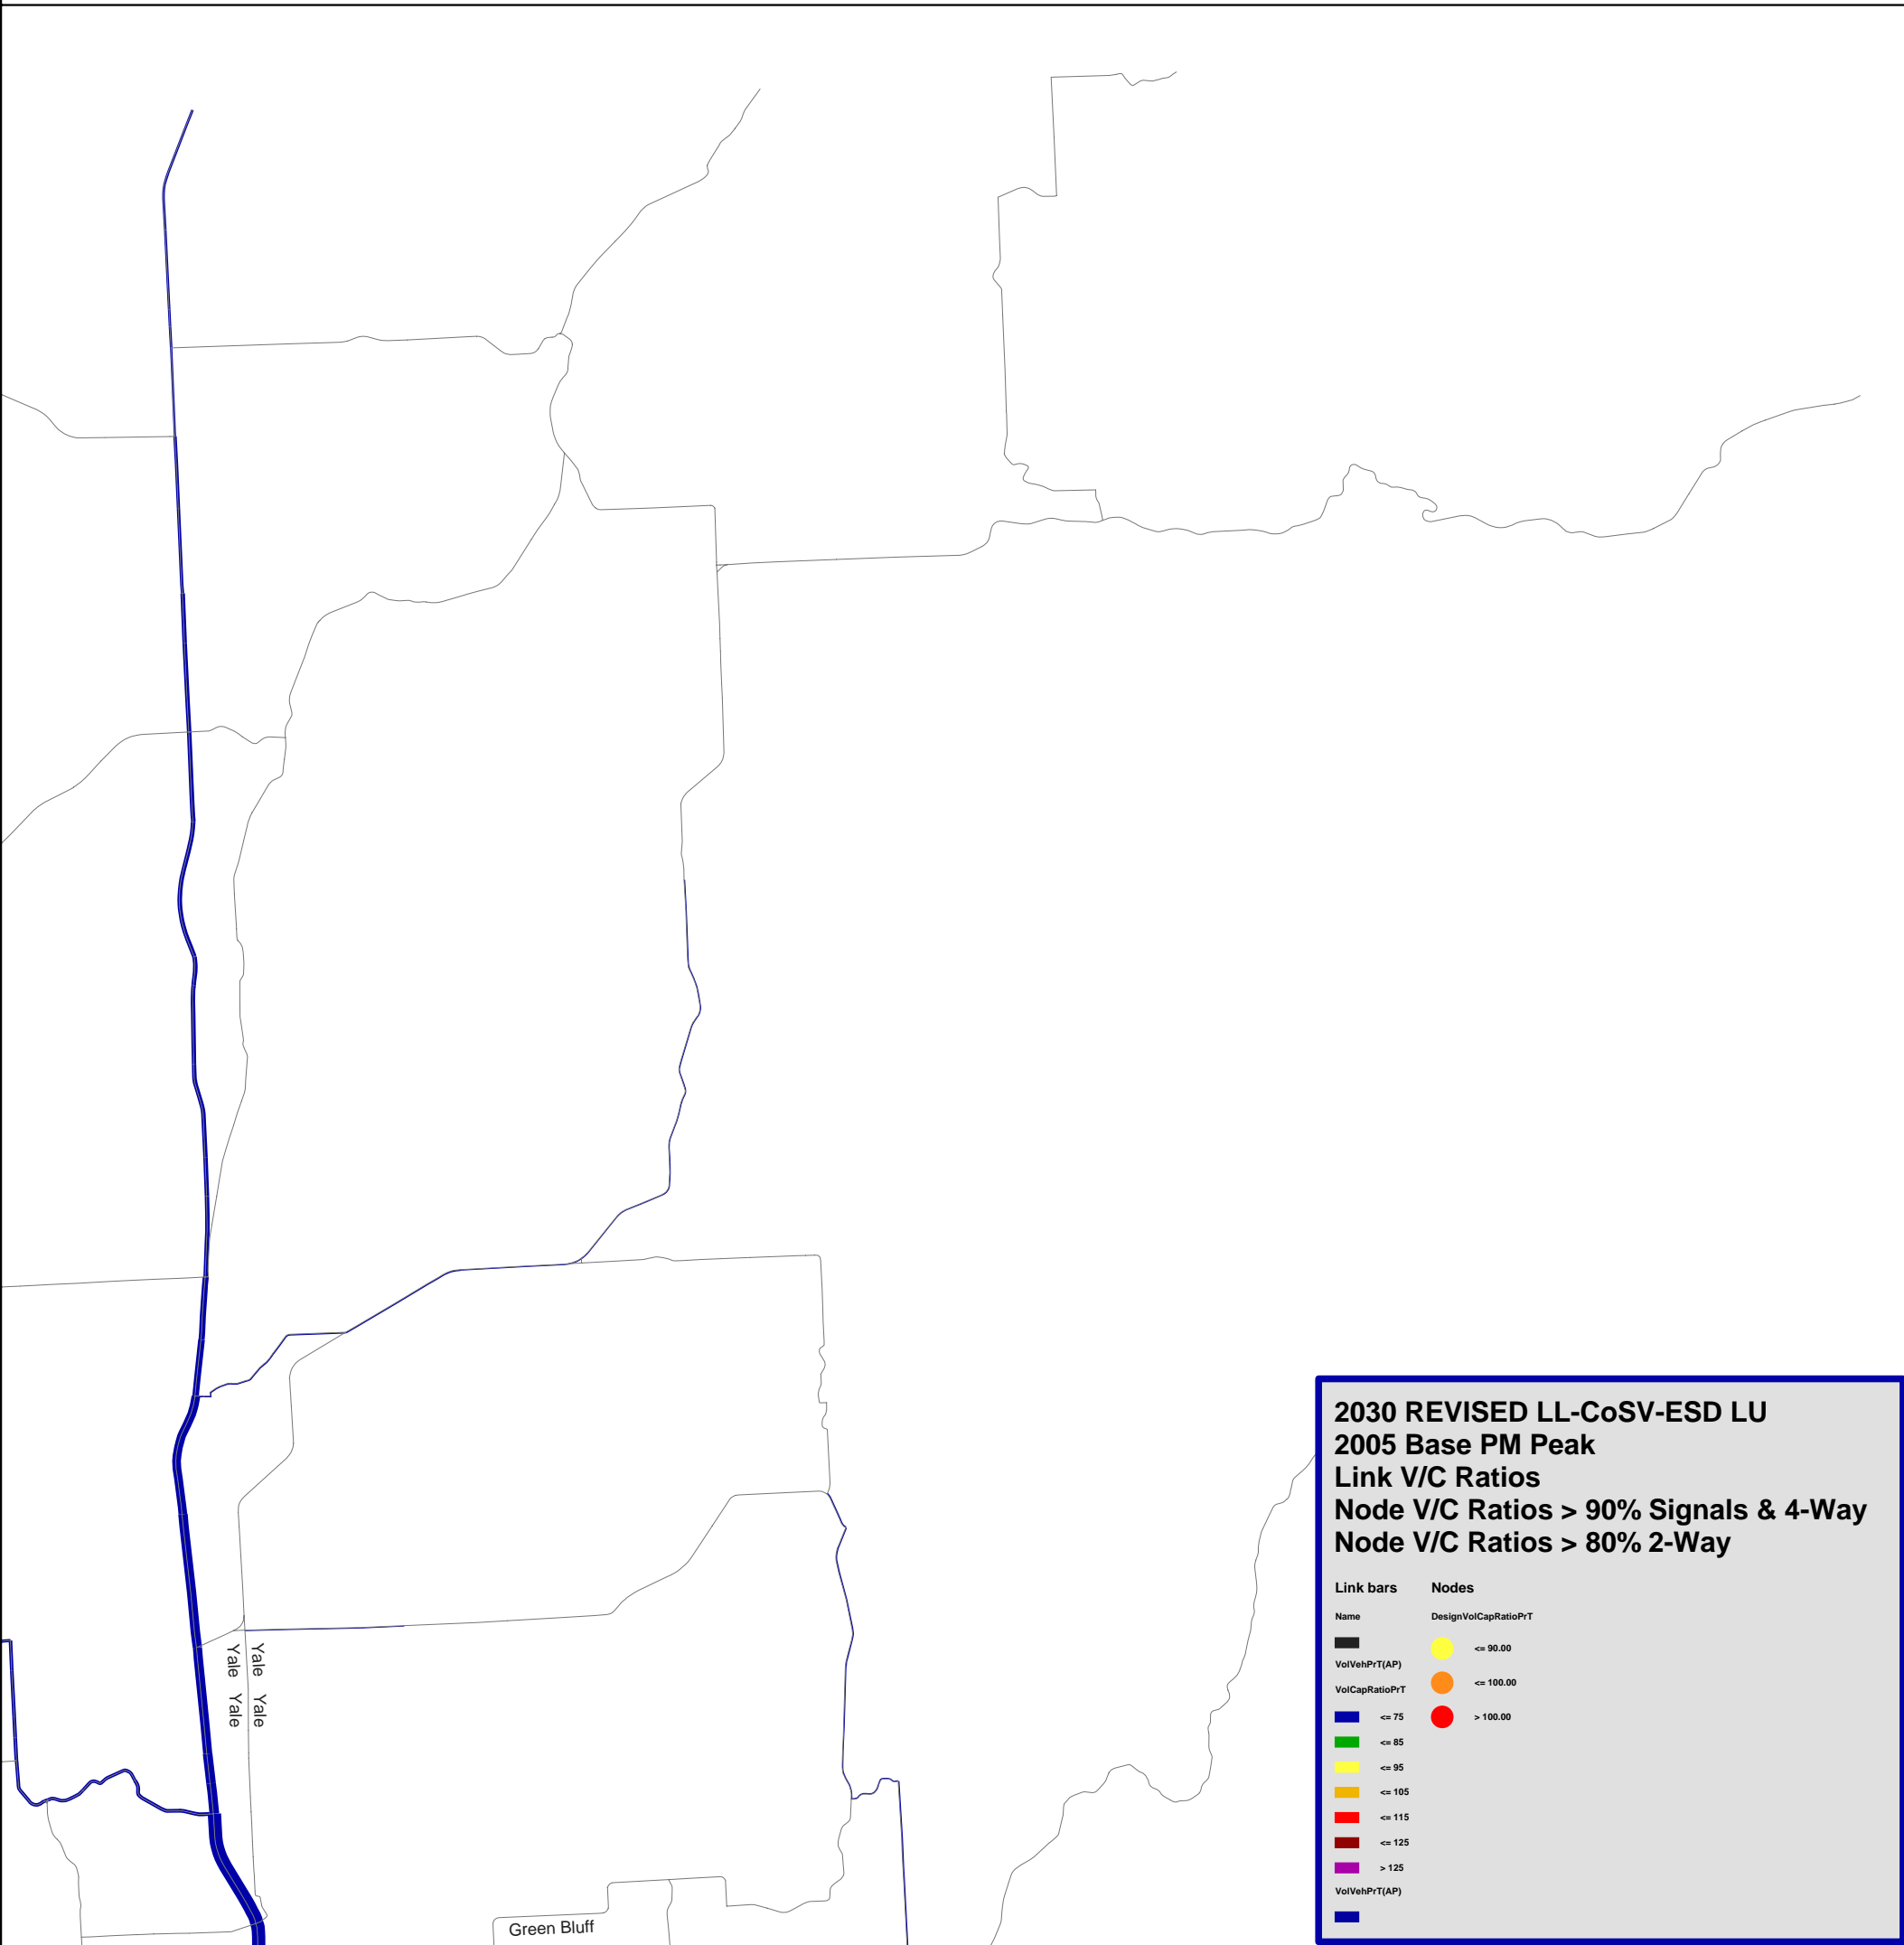 Yale Yale
Yale Yale
Green Bluff
2030 REVISED LL-CoSV-ESD LU
2005 Base PM Peak
Link V/C Ratios
Node V/C Ratios > 90% Signals & 4-Way
Node V/C Ratios > 80% 2-Way
Link bars Nodes
Name DesignVolCapRatioPrT
<= 90.00
VolVehPrT(AP)
<= 100.00
VolCapRatioPrT
<= 75 > 100.00
<= 85
<= 95
<= 105
<= 115
<= 125
> 125
VolVehPrT(AP)